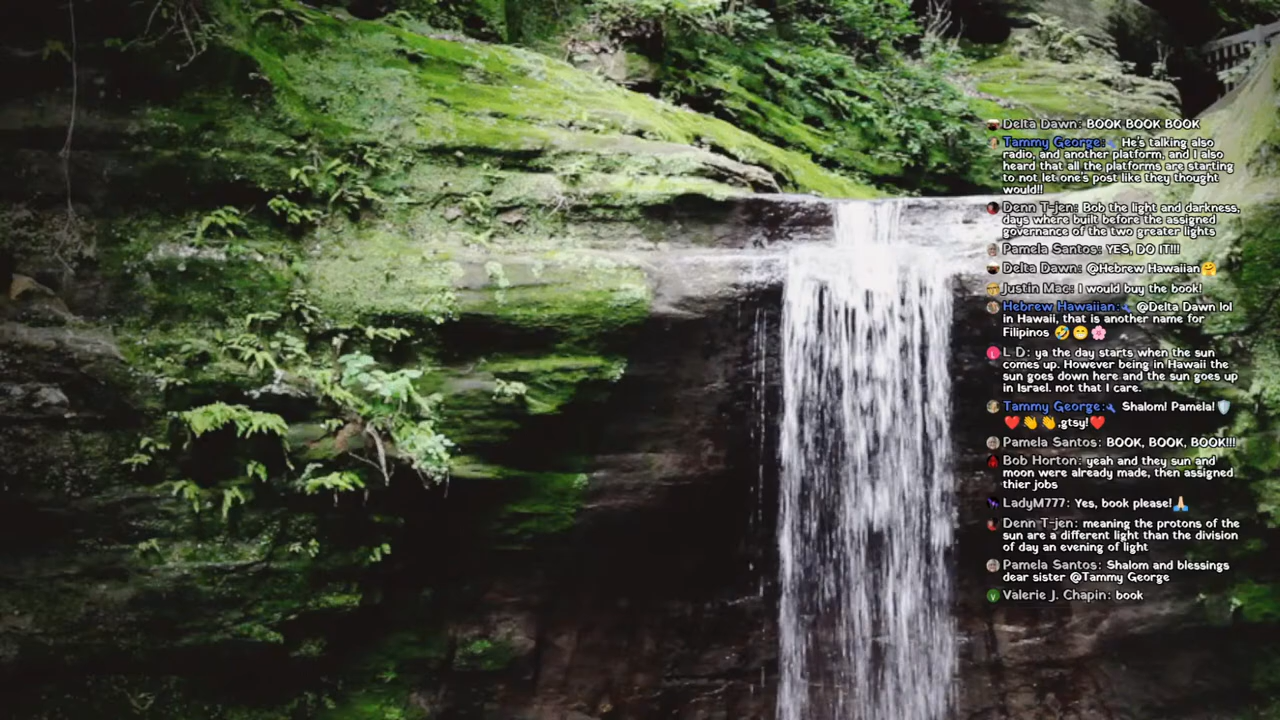 Delta Dawn: BOOK BOOK BOOK
Tammy George: He's talking also
radio, and another platform, and I also
heard that all the platforms are starting
to not let one's post like they thought
would!!
Denn T-jen: Bob the light and darkness,
days where built before the assigned
governance of the two greater lights
Pamela Santos: YES, DO IT!!!
Delta Dawn: @Hebrew Hawaiian🤗
Justin Mac: I would buy the book!
Hebrew Hawaiian: @Delta Dawn lol
in Hawaii, that is another name for
Filipinos 🤣😁🌸
L D: ya the day starts when the sun
comes up. However being in Hawaii the
sun goes down here and the sun goes up
in Israel. not that I care.
Tammy George: Shalom! Pamela!🛡️
❤️👏👏,gtsy!❤️
Pamela Santos: BOOK, BOOK, BOOK!!!
Bob Horton: yeah and they sun and
moon were already made, then assigned
thier jobs
LadyM777: Yes, book please!🙏🏻
Denn T-jen: meaning the protons of the
sun are a different light than the division
of day an evening of light
Pamela Santos: Shalom and blessings
dear sister @Tammy George
Valerie J. Chapin: book